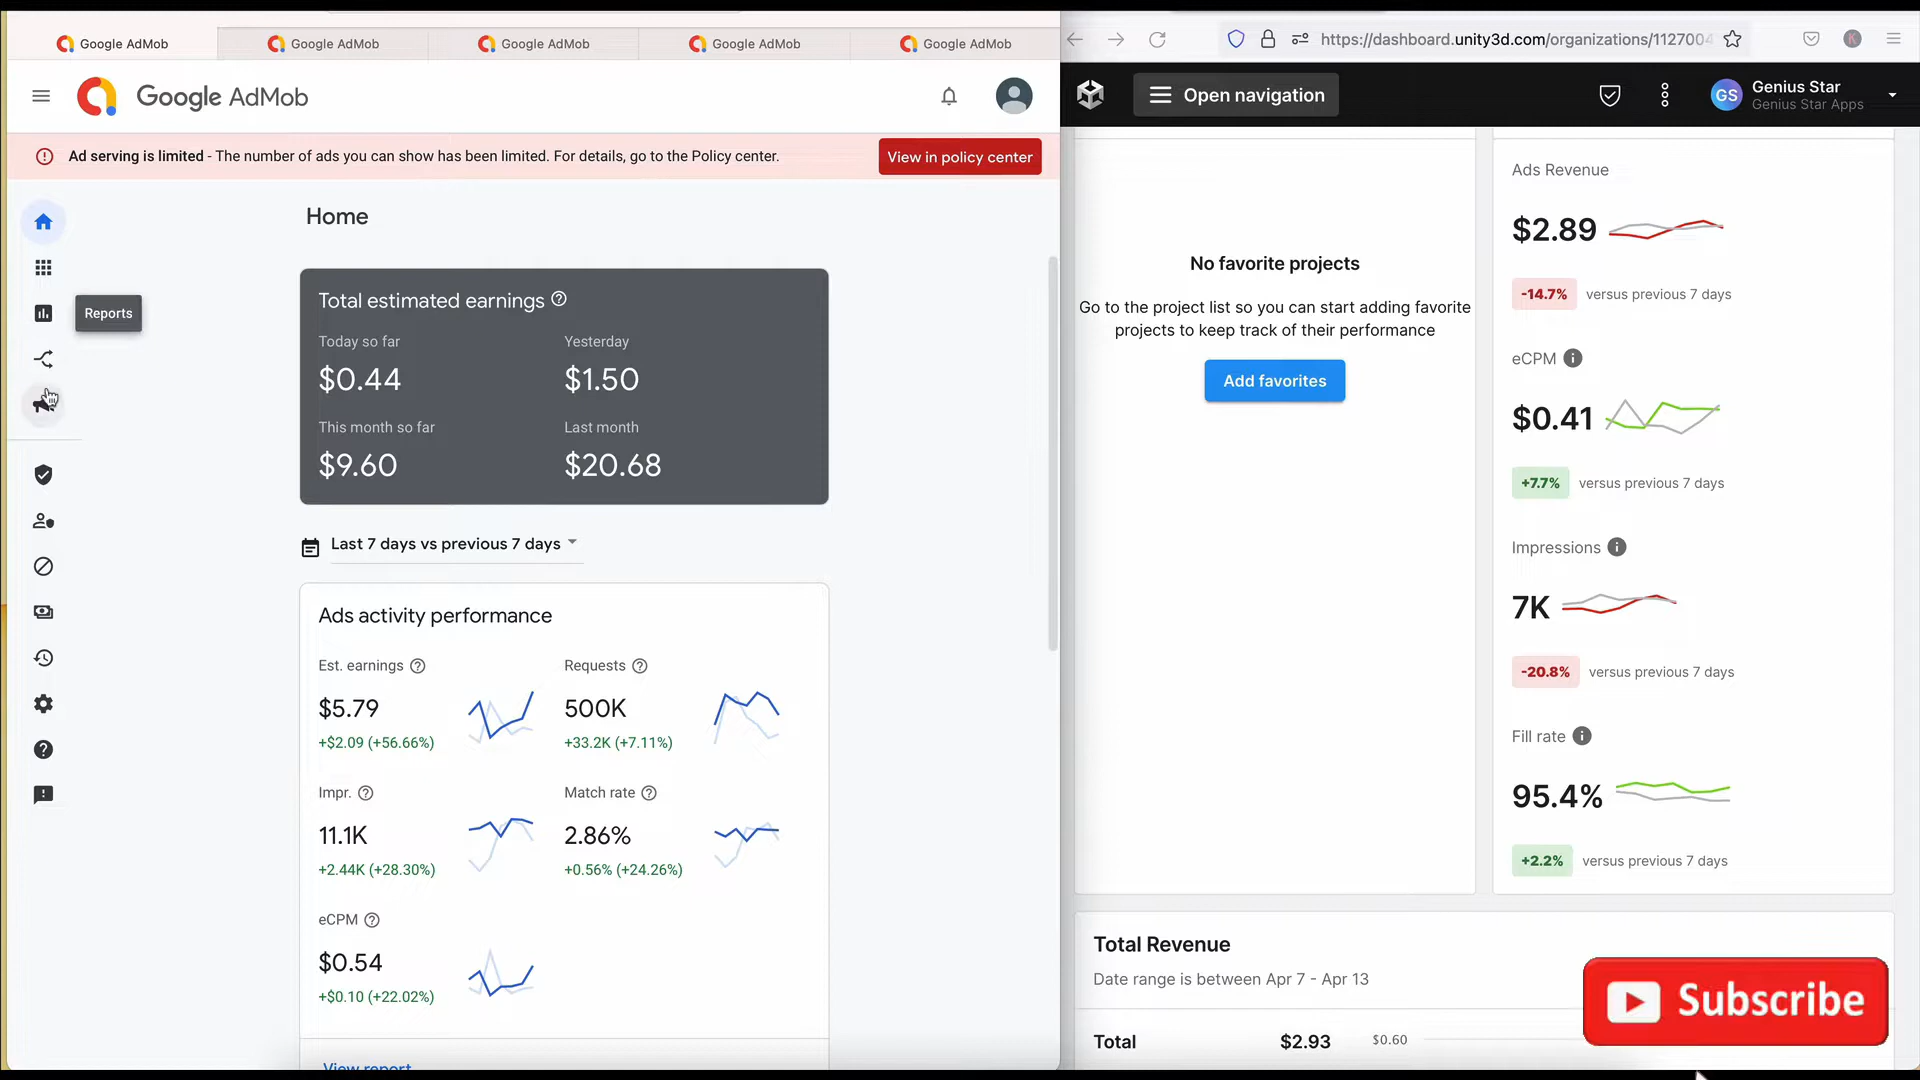 Google AdMob
Google AdMob
Google AdMob
Google AdMob
Google AdMob
Google AdMob
Ad serving is limited - The number of ads you can show has been limited. For details, go to the Policy center.
View in policy center
Reports
Home
Total estimated earnings
Today so far
Yesterday
$0.44
$1.50
This month so far
Last month
$9.60
$20.68
Last 7 days vs previous 7 days
Ads activity performance
Est. earnings
Requests
$5.79
500K
+$2.09 (+56.66%)
+33.2K (+7.11%)
Impr.
Match rate
11.1K
2.86%
+2.44K (+28.30%)
+0.56% (+24.26%)
eCPM
$0.54
+$0.10 (+22.02%)
View report
https://dashboard.unity3d.com/organizations/1127004
K
Open navigation
GS
Genius Star
Genius Star Apps
No favorite projects
Go to the project list so you can start adding favorite
projects to keep track of their performance
Add favorites
Ads Revenue
$2.89
-14.7% versus previous 7 days
eCPM
$0.41
+7.7% versus previous 7 days
Impressions
7K
-20.8% versus previous 7 days
Fill rate
95.4%
+2.2% versus previous 7 days
Total Revenue
Date range is between Apr 7 - Apr 13
Total $2.93 $0.60
Subscribe